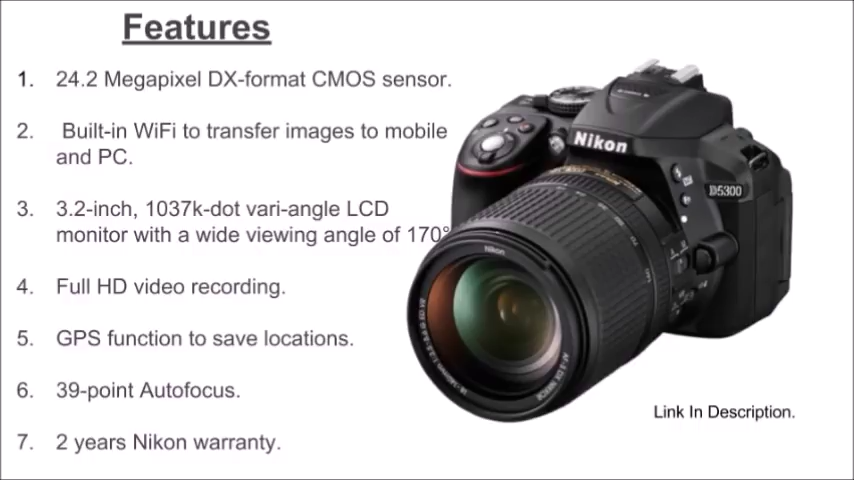 Features
1. 24.2 Megapixel DX-format CMOS sensor.
2. Built-in WiFi to transfer images to mobile
and PC.
3. 3.2-inch, 1037k-dot vari-angle LCD
monitor with a wide viewing angle of 170°
4. Full HD video recording.
5. GPS function to save locations.
6. 39-point Autofocus.
7. 2 years Nikon warranty.
Nikon
D5300
Nikon
Link In Description.